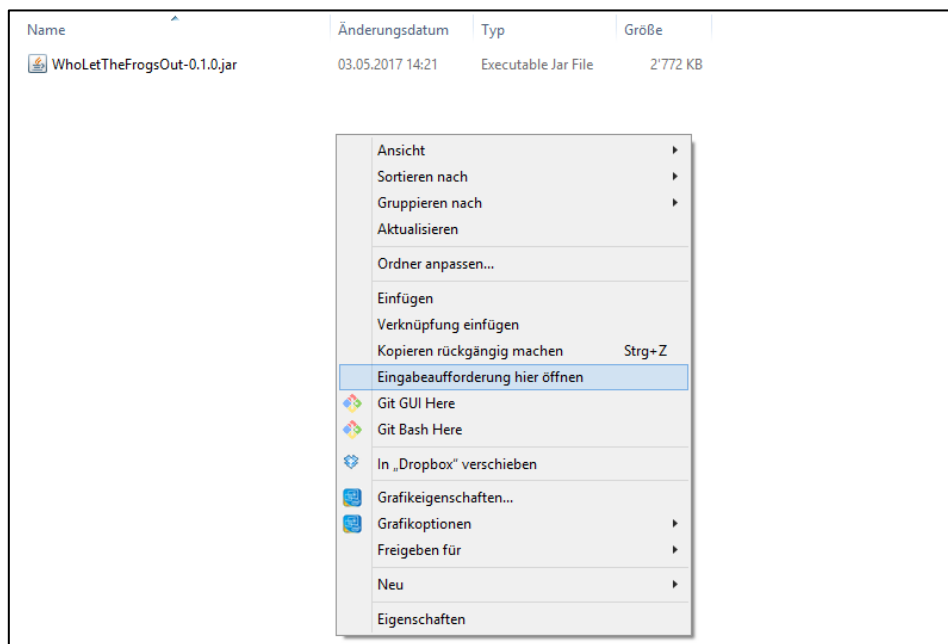 Name Änderungsdatum Typ Größe
WhoLetTheFrogsOut-0.1.0.jar 03.05.2017 14:21 Executable Jar File 2'772 KB
Ansicht
Sortieren nach
Gruppieren nach
Aktualisieren
Ordner anpassen...
Einfügen
Verknüpfung einfügen
Kopieren rückgängig machen Strg+Z
Eingabeaufforderung hier öffnen
Git GUI Here
Git Bash Here
In „Dropbox“ verschieben
Grafikeigenschaften...
Grafikoptionen
Freigeben für
Neu
Eigenschaften